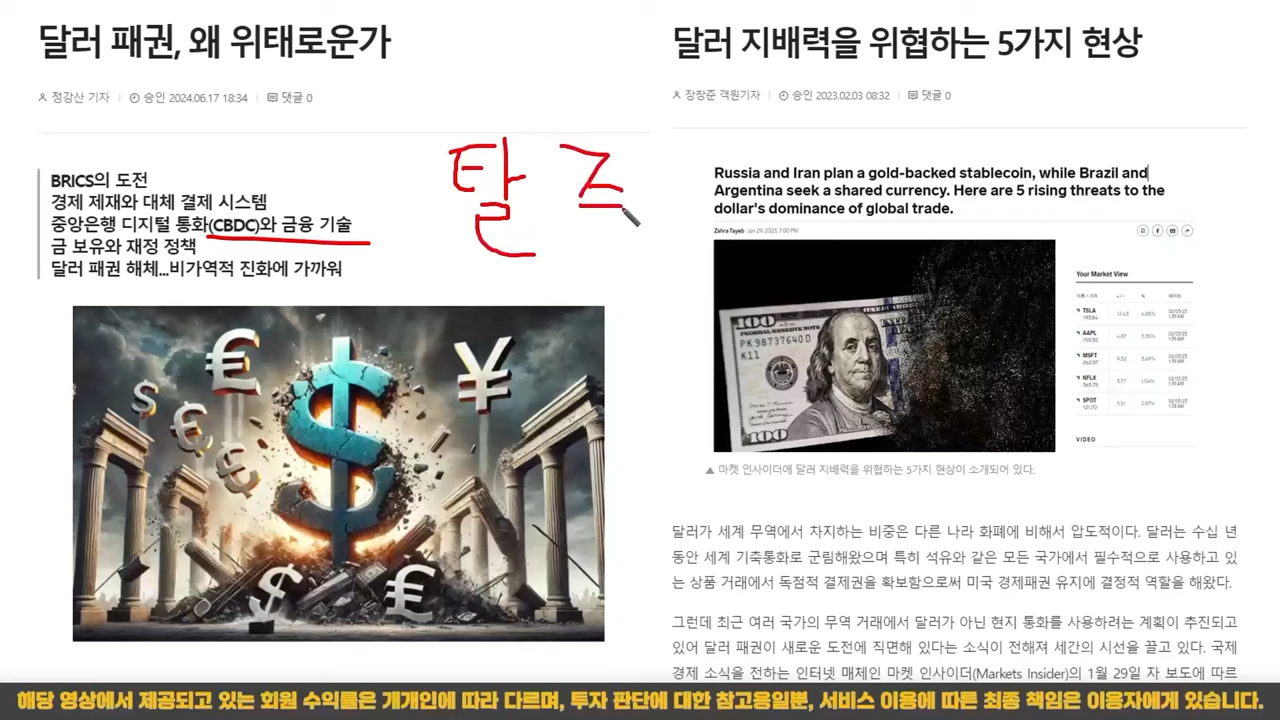 달러 패권, 왜 위태로운가
정강산 기자 승인 2024.06.17 18:34 댓글 0
BRICS의 도전
경제 제재와 대체 결제 시스템
중앙은행 디지털 통화(CBDC)와 금융 기술
금 보유와 재정 정책
달러 패권 해체...비가역적 진화에 가까워
탈 즈
달러 지배력을 위협하는 5가지 현상
장창준 객원기자 승인 2023.02.03 08:32 댓글 0
Russia and Iran plan a gold-backed stablecoin, while Brazil and
Argentina seek a shared currency. Here are 5 rising threats to the
dollar's dominance of global trade.
Zahra Tayeb Jan 29, 2023, 7:00 PM
100
FEDERAL RESERVE NOTE
PK 98737640 D
K11
100
Your Market View
TSLA
AAPL
MSFT
NFLX
SPOT
VIDEO
▲ 마켓 인사이더에 달러 지배력을 위협하는 5가지 현상이 소개되어 있다.
달러가 세계 무역에서 차지하는 비중은 다른 나라 화폐에 비해서 압도적이다. 달러는 수십 년
동안 세계 기축통화로 군림해왔으며 특히 석유와 같은 모든 국가에서 필수적으로 사용하고 있
는 상품 거래에서 독점적 결제권을 확보함으로써 미국 경제패권 유지에 결정적 역할을 해왔다.
그런데 최근 여러 국가의 무역 거래에서 달러가 아닌 현지 통화를 사용하려는 계획이 추진되고
있어 달러 패권이 새로운 도전에 직면해 있다는 소식이 전해져 세간의 시선을 끌고 있다. 국제
경제 소식을 전하는 인터넷 매체인 마켓 인사이더(Markets Insider)의 1월 29일 자 보도에 따르
해당 영상에서 제공되고 있는 회원 수익률은 개개인에 따라 다르며, 투자 판단에 대한 참고용일뿐, 서비스 이용에 따른 최종 책임은 이용자에게 있습니다.